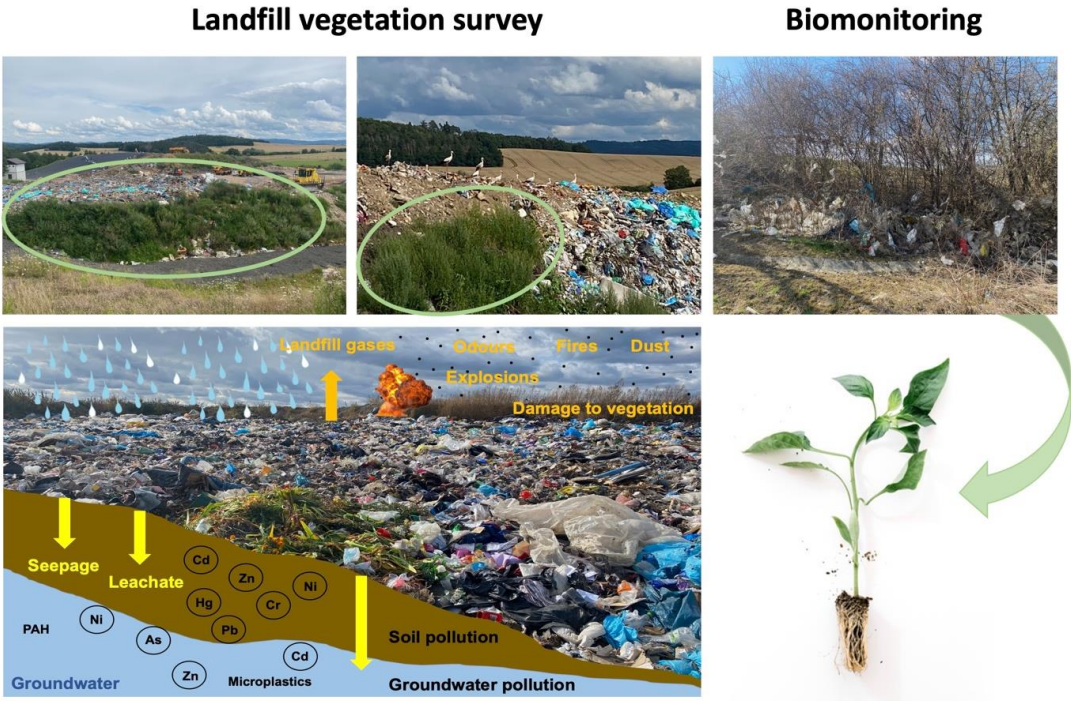 Landfill vegetation survey
Biomonitoring
Landfill gases
Odours
Fires
Dust
Explosions
Damage to vegetation
Seepage
Leachate
Cd
Zn
Ni
Hg
Cr
Pb
Ni
As
Cd
Zn
PAH
Microplastics
Soil pollution
Groundwater
Groundwater pollution